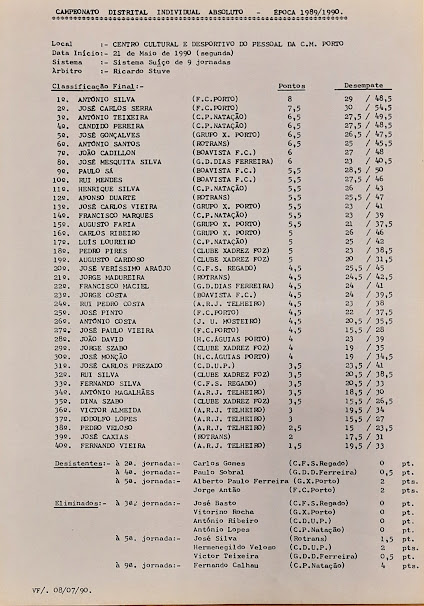 CAMPEONATO DISTRITAL INDIVIDUAL ABSOLUTO - ÉPOCA 1989/1990.
Local :- CENTRO CULTURAL E DESPORTIVO DO PESSOAL DA C.M. PORTO
Data Início:- 21 de Maio de 1990 (segunda)
Sistema :- Sistema Suíço de 9 jornadas
Árbitro :- Ricardo Stuve
Classificação Final:- Pontos Desempate
1º. ANTÓNIO SILVA (F.C.PORTO) 8 29 / 48,5
2º. JOSÉ CARLOS SERRA (F.C.PORTO) 7,5 30 / 54,5
3º. ANTÓNIO TEIXEIRA (C.P.NATAÇÃO) 6,5 27,5 / 49,5
4º. CÂNDIDO PEREIRA (C.P.NATAÇÃO) 6,5 27,5 / 48,5
5º. JOSÉ GONÇALVES (GRUPO X. PORTO) 6,5 26,5 / 47,5
6º. ANTÓNIO SANTOS (ROTRANS) 6,5 25 / 45,5
7º. JOÃO CADILLON (BOAVISTA F.C.) 6 27 / 48
8º. JOSÉ MESQUITA SILVA (G.D.DIAS FERREIRA) 6 23 / 40,5
9º. PAULO SÁ (BOAVISTA F.C.) 5,5 28,5 / 50
10º. RUI MENDES (BOAVISTA F.C.) 5,5 27,5 / 46
11º. HENRIQUE SILVA (C.P.NATAÇÃO) 5,5 26 / 43
12º. AFONSO DUARTE (ROTRANS) 5,5 25,5 / 47
13º. JOSÉ CARLOS VIEIRA (GRUPO X. PORTO) 5,5 23 / 41
14º. FRANCISCO MARQUES (C.P.NATAÇÃO) 5,5 23 / 39
15º. AUGUSTO FARIA (GRUPO X. PORTO) 5,5 21 / 37,5
16º. CARLOS RIBEIRO (C.P.NATAÇÃO) 5 26 / 46
17º. LUÍS LOUREIRO (C.P.NATAÇÃO) 5 25 / 42
18º. PEDRO PIRES (CLUBE XADREZ FOZ) 5 23 / 38,5
19º. AUGUSTO CARDOSO (CLUBE XADREZ FOZ) 5 20 / 31,5
20º. JOSÉ VERÍSSIMO ARAÚJO (C.F.S. REGADO) 4,5 25,5 / 45
21º. JORGE MADUREIRA (ROTRANS) 4,5 24,5 / 42,5
22º. FRANCISCO MACIEL (G.D.DIAS FERREIRA) 4,5 24 / 41
23º. JORGE COSTA (BOAVISTA F.C.) 4,5 24 / 39,5
24º. RUI PEDRO COSTA (A.R.J. TELHEIRO) 4,5 23 / 38
25º. JOSÉ PINTO (F.C.PORTO) 4,5 22 / 37,5
26º. ANTÓNIO COSTA (J. U. MOSTEIRO) 4,5 20,5 / 35,5
27º. JOSÉ PAULO VIEIRA (F.C.PORTO) 4,5 15,5 / 28
28º. JOÃO DAVID (H.C.ÁGUIAS PORTO) 4 23 / 39
29º. JORGE SZABO (CLUBE XADREZ FOZ) 4 19 / 35
30º. JOSÉ MONÇÃO (H.C.ÁGUIAS PORTO) 4 19 / 34,5
31º. JOSÉ CARLOS PREZADO (C.D.U.P.) 3,5 23,5 / 41
32º. RUI SILVA (CLUBE XADREZ FOZ) 3,5 20,5 / 38,5
33º. FERNANDO SILVA (C.F.S. REGADO) 3,5 20,5 / 33
34º. ANTÓNIO MAGALHÃES (A.R.J. TELHEIRO) 3,5 18,5 / 30,5
35º. DINA SZABO (CLUBE XADREZ FOZ) 3,5 15,5 / 26,5
36º. VICTOR ALMEIDA (A.R.J. TELHEIRO) 3 19,5 / 34
37º. RODOLFO LOPES (A.R.J. TELHEIRO) 3 15,5 / 27
38º. PEDRO VELOSO (A.R.J. TELHEIRO) 2,5 15 / 23,5
39º. JOSÉ CAXIAS (ROTRANS) 2 17,5 / 31
40º. FERNANDO VIEIRA (A.R.J. TELHEIRO) 1,5 19,5 / 33
Desistentes:- à 2ª. jornada:- Carlos Gomes (C.F.S.Regado) 0 pt.
à 4ª. jornada:- Paulo Sobral (G.D.D.Ferreira) 0,5 pt.
à 5ª. jornada:- Alberto Paulo Ferreira (G.X.Porto) 2 pts.
Jorge Antão (F.C.Porto) 2 pt.
Eliminados :- à 3ª. jornada:- José Basto (C.F.S.Regado) 0 pt.
Vitorino Rocha (G.X.Porto) 0 pt.
António Ribeiro (C.D.U.P.) 0 pt.
António Lopes (C.P.Natação) 0 pt.
à 5ª. jornada:- José Silva (Rotrans) 1,5 pt.
Hermenegildo Veloso (C.D.U.P.) 2 pts.
Victor Teixeira (G.D.D.Ferreira) 0,5 pt.
à 9ª. jornada:- Fernando Calhau (C.P.Natação) 4 pts.
VF/. 08/07/90.